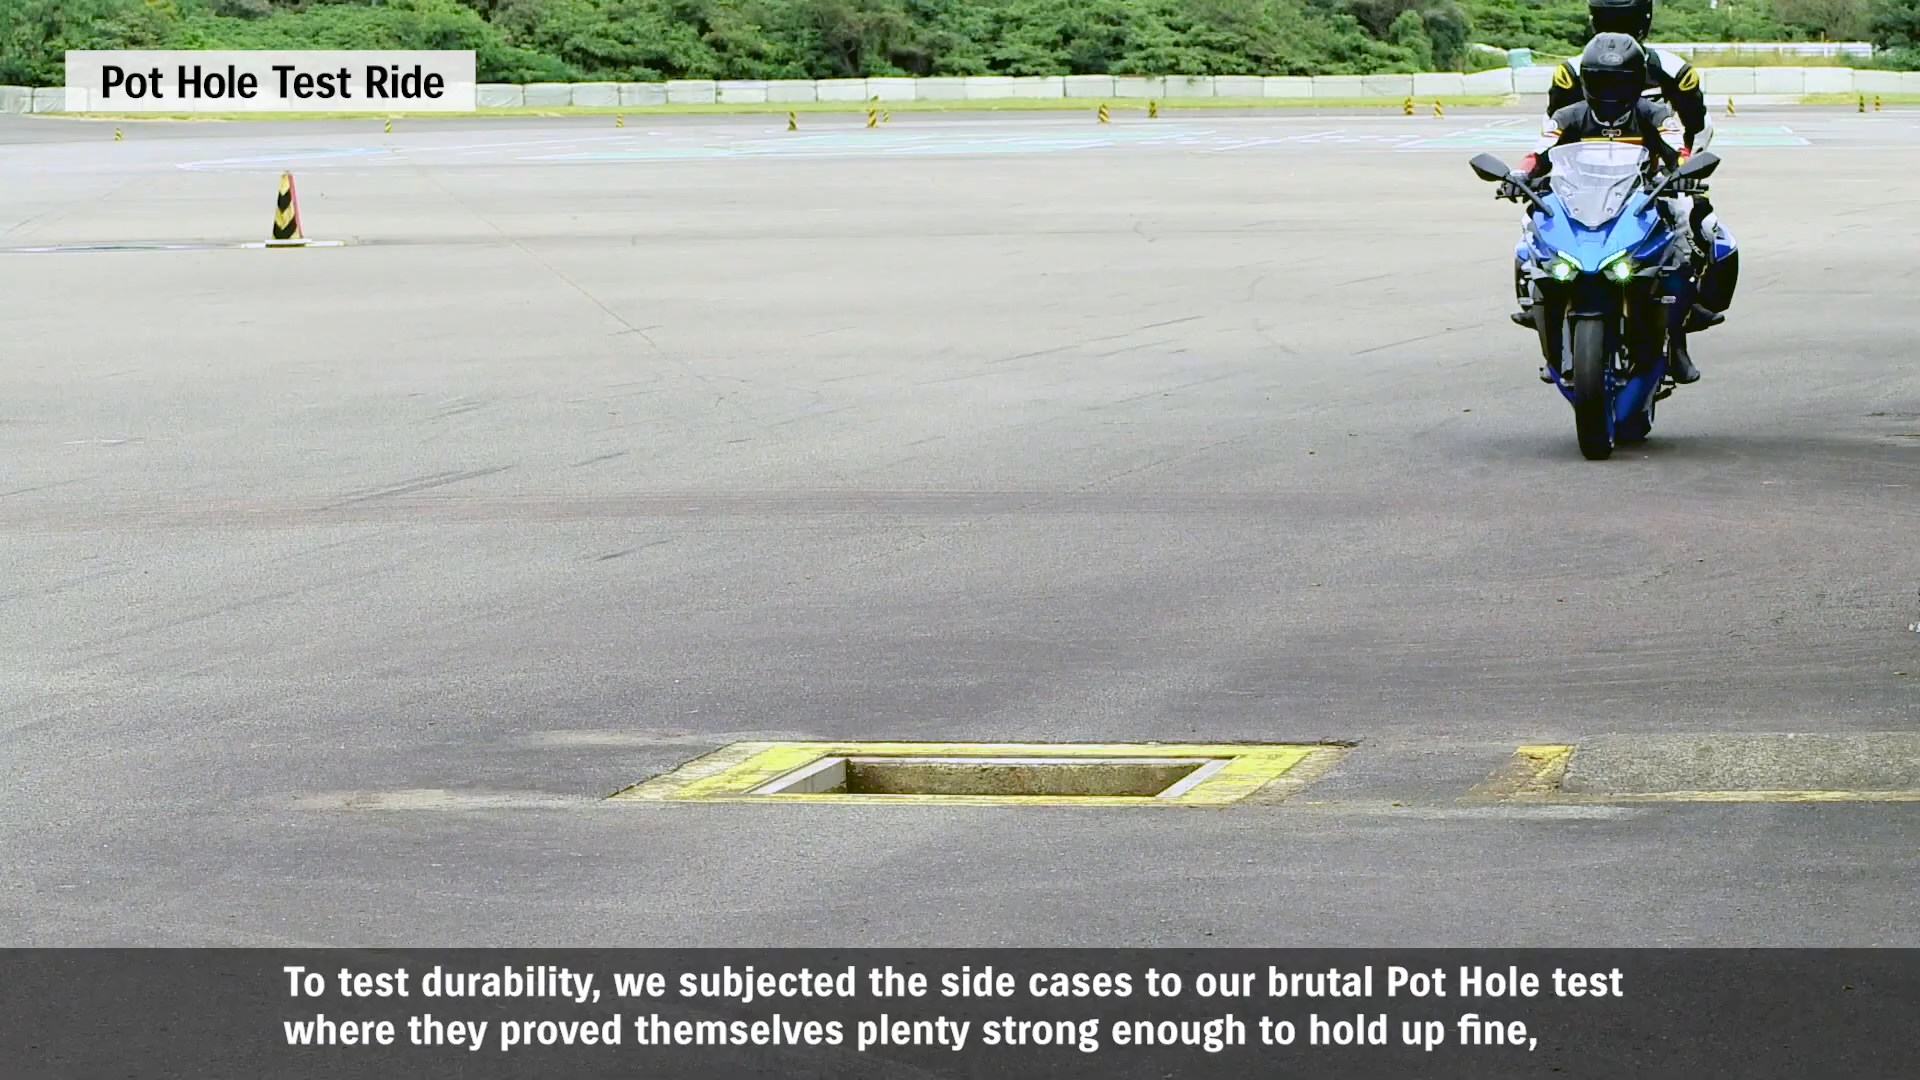 Pot Hole Test Ride
To test durability, we subjected the side cases to our brutal Pot Hole test
where they proved themselves plenty strong enough to hold up fine,